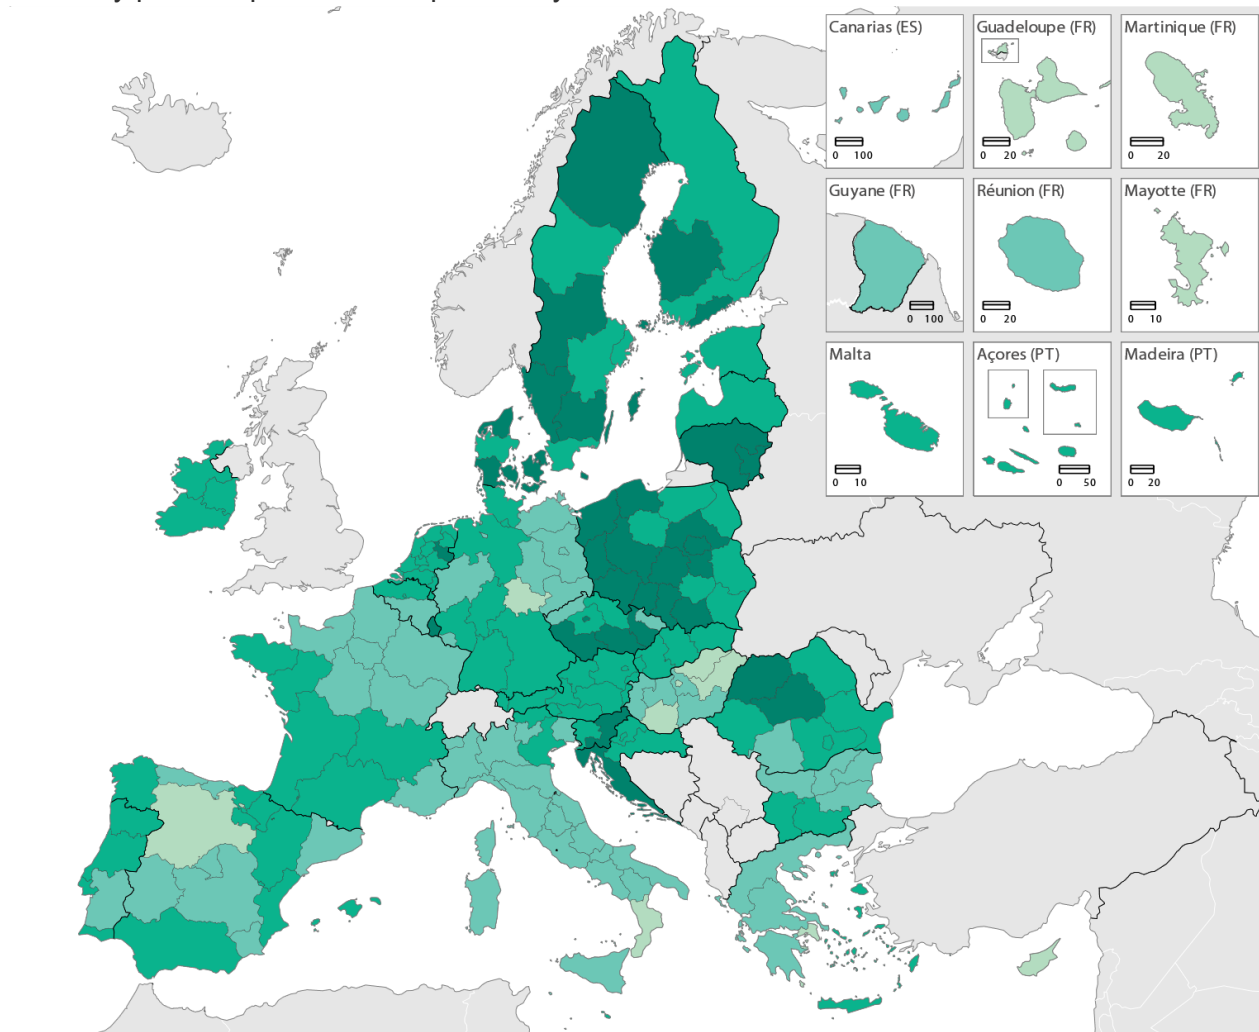 Canarias (ES)
0 100
Guadeloupe (FR)
0 20
Martinique (FR)
0 20
Guyane (FR)
0 100
Réunion (FR)
0 20
Mayotte (FR)
0 10
Malta
0 10
Açores (PT)
0 50
Madeira (PT)
0 20